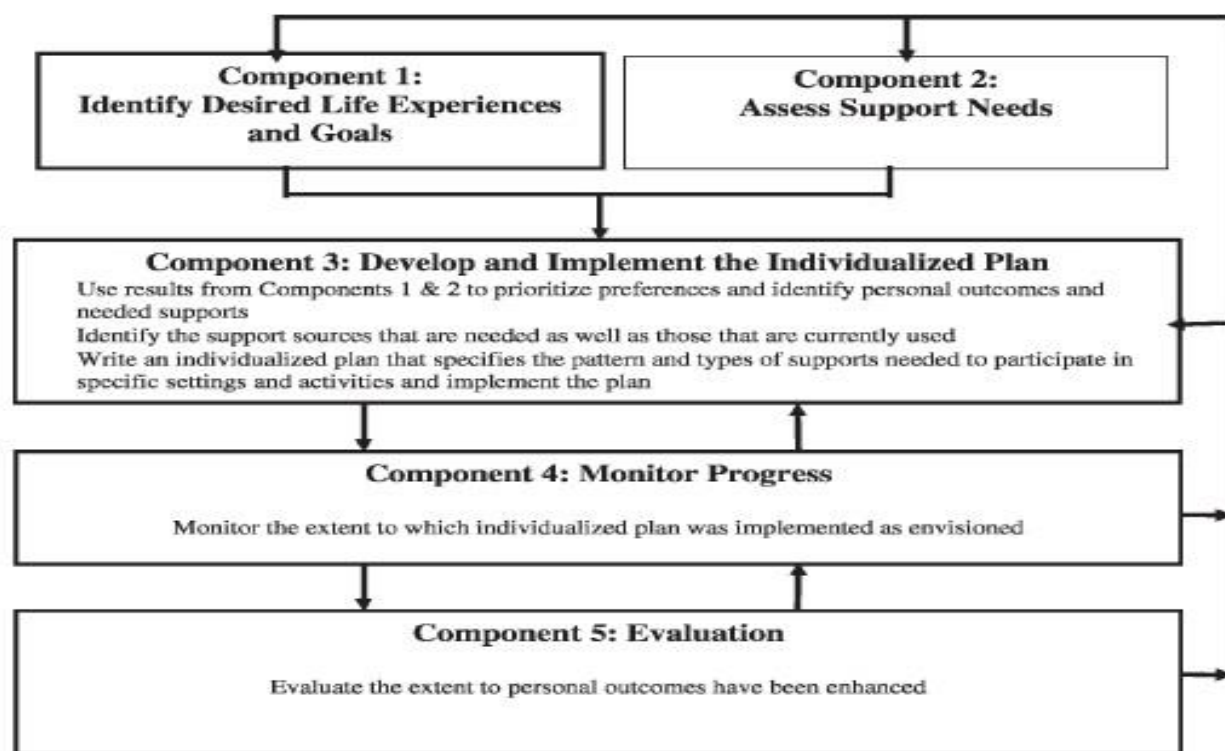 Component 1:
Identify Desired Life Experiences
and Goals
Component 2:
Assess Support Needs
Component 3: Develop and Implement the Individualized Plan
Use results from Components 1 & 2 to prioritize preferences and identify personal outcomes and
needed supports
Identify the support sources that are needed as well as those that are currently used
Write an individualized plan that specifies the pattern and types of supports needed to participate in
specific settings and activities and implement the plan
Component 4: Monitor Progress
Monitor the extent to which individualized plan was implemented as envisioned
Component 5: Evaluation
Evaluate the extent to personal outcomes have been enhanced